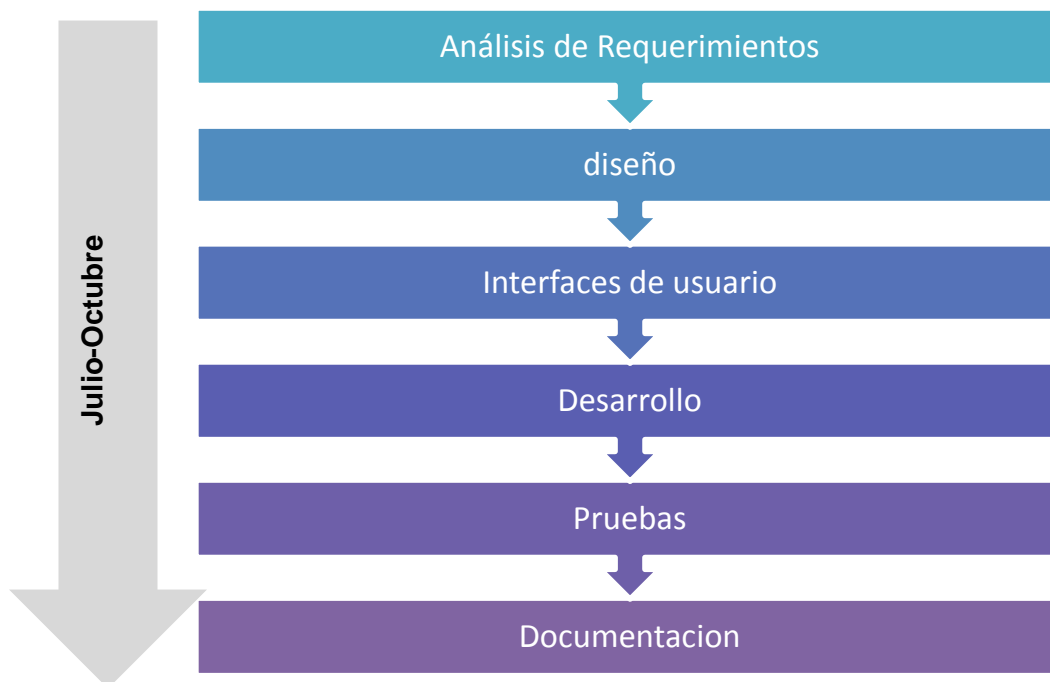 Análisis de Requerimientos
diseño
Interfaces de usuario
Desarrollo
Pruebas
Documentacion
Julio-Octubre